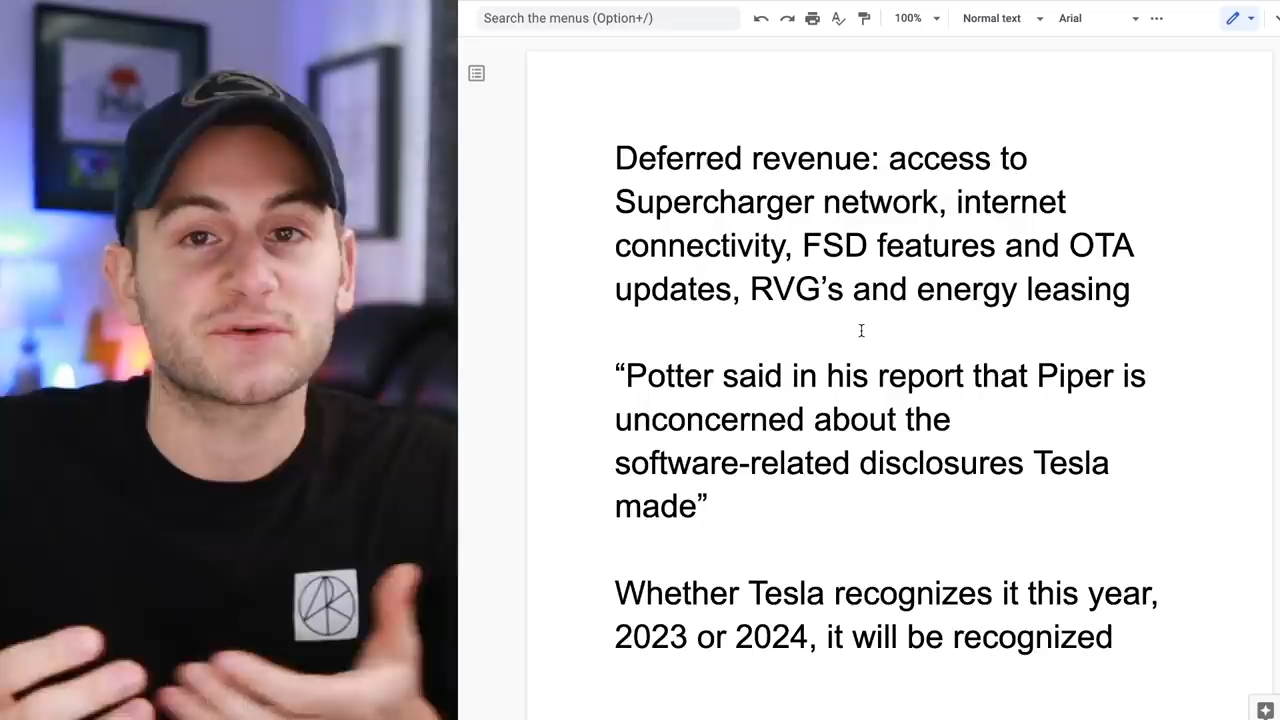 Search the menus (Option+/)
100%
Normal text
Arial
Deferred revenue: access to
Supercharger network, internet
connectivity, FSD features and OTA
updates, RVG’s and energy leasing
“Potter said in his report that Piper is
unconcerned about the
software-related disclosures Tesla
made”
Whether Tesla recognizes it this year,
2023 or 2024, it will be recognized